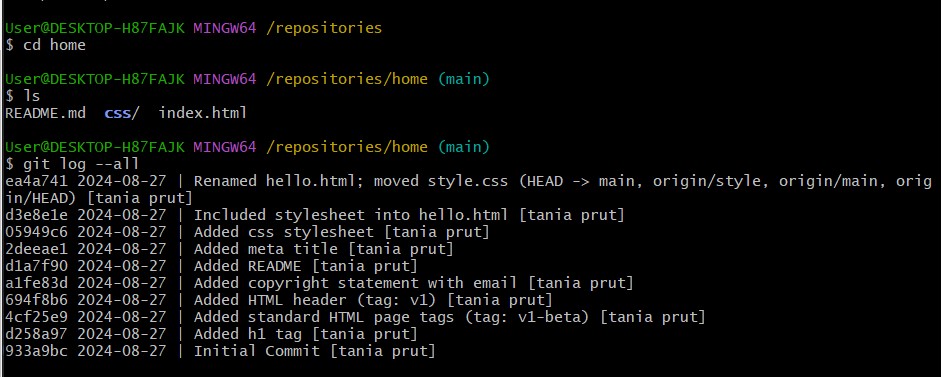 User@DESKTOP-H87FAJK MINGW64 /repositories
$ cd home
User@DESKTOP-H87FAJK MINGW64 /repositories/home (main)
$ ls
README.md  css/  index.html
User@DESKTOP-H87FAJK MINGW64 /repositories/home (main)
$ git log --all
ea4a741 2024-08-27 | Renamed hello.html; moved style.css (HEAD -> main, origin/style, origin/main, orig
in/HEAD) [tania prut]
d3e8e1e 2024-08-27 | Included stylesheet into hello.html [tania prut]
05949c6 2024-08-27 | Added css stylesheet [tania prut]
2deeae1 2024-08-27 | Added meta title [tania prut]
d1a7f90 2024-08-27 | Added README [tania prut]
a1fe83d 2024-08-27 | Added copyright statement with email [tania prut]
694f8b6 2024-08-27 | Added HTML header (tag: v1) [tania prut]
4cf25e9 2024-08-27 | Added standard HTML page tags (tag: v1-beta) [tania prut]
d258a97 2024-08-27 | Added h1 tag [tania prut]
933a9bc 2024-08-27 | Initial Commit [tania prut]